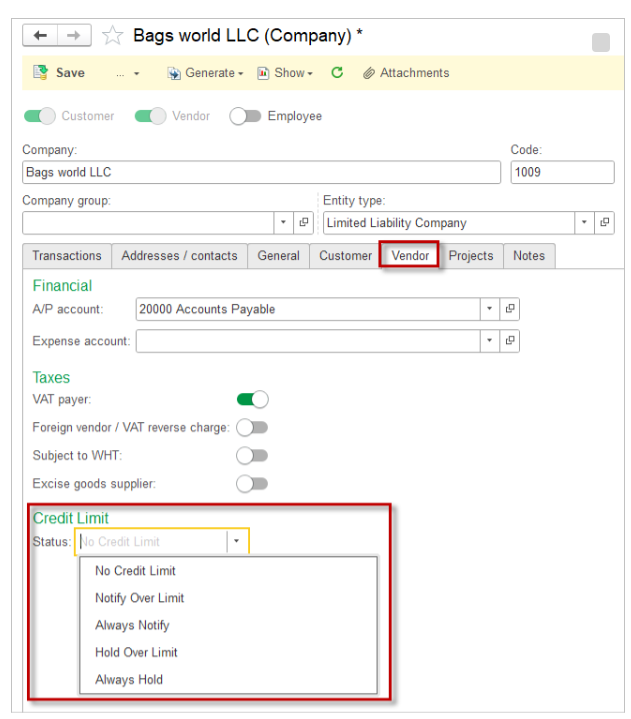 Bags world LLC (Company) *
Save ... Generate Show Attachments
Customer Vendor Employee
Company: Code:
Bags world LLC 1009
Company group: Entity type:
Limited Liability Company
Transactions Addresses / contacts General Customer Vendor Projects Notes
Financial
A/P account: 20000 Accounts Payable
Expense account:
Taxes
VAT payer:
Foreign vendor / VAT reverse charge:
Subject to WHT:
Excise goods supplier:
Credit Limit
Status: No Credit Limit
No Credit Limit
Notify Over Limit
Always Notify
Hold Over Limit
Always Hold